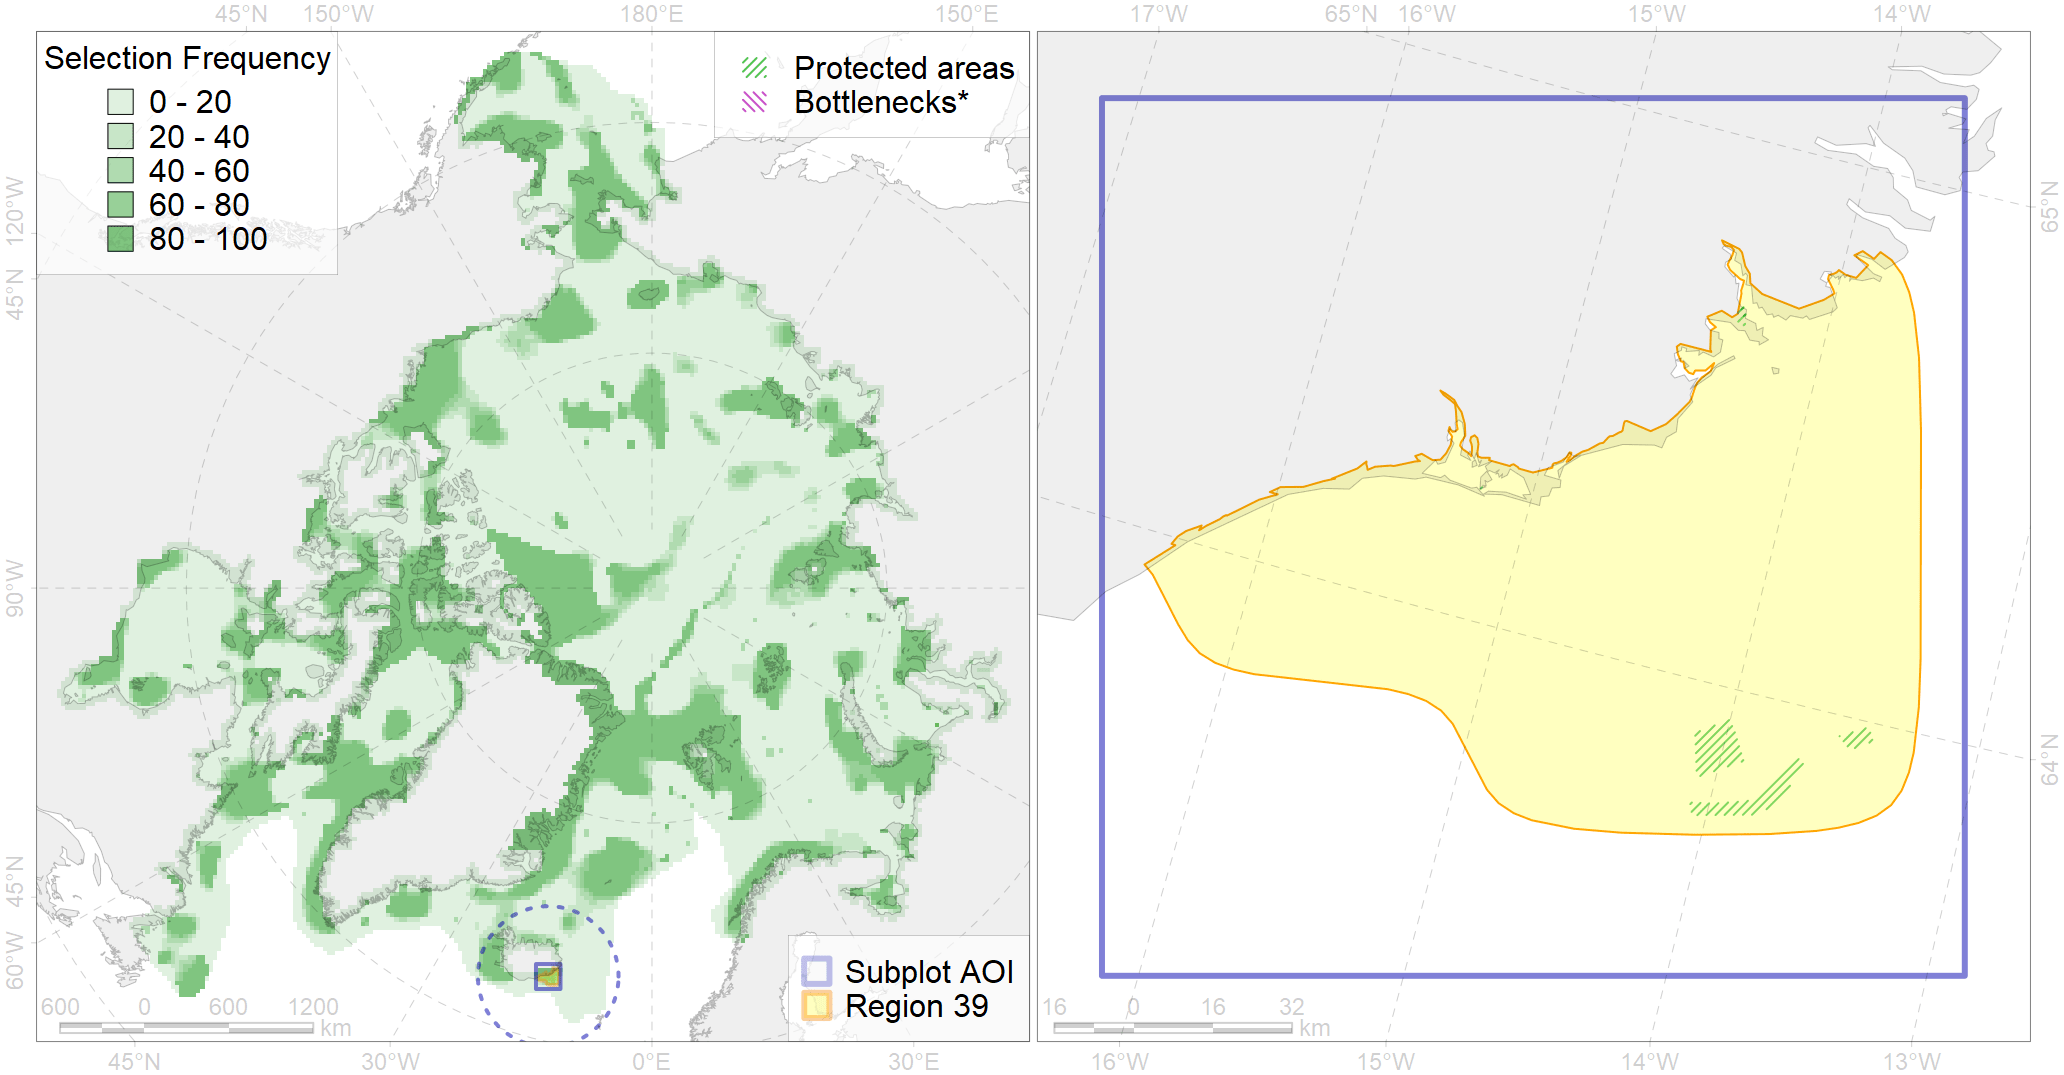 45°N 150°W 180°E 150°E 17°W 65°N 16°W 15°W 14°W
Selection Frequency
0 - 20
20 - 40
40 - 60
60 - 80
80 - 100
Protected areas
Bottlenecks*
120°W
45°N
90°W
45°N
60°W
65°N
64°N
Subplot AOI
Region 39
600 0 600 1200
km
16 0 16 32
km
45°N 30°W 0°E 30°E 16°W 15°W 14°W 13°W